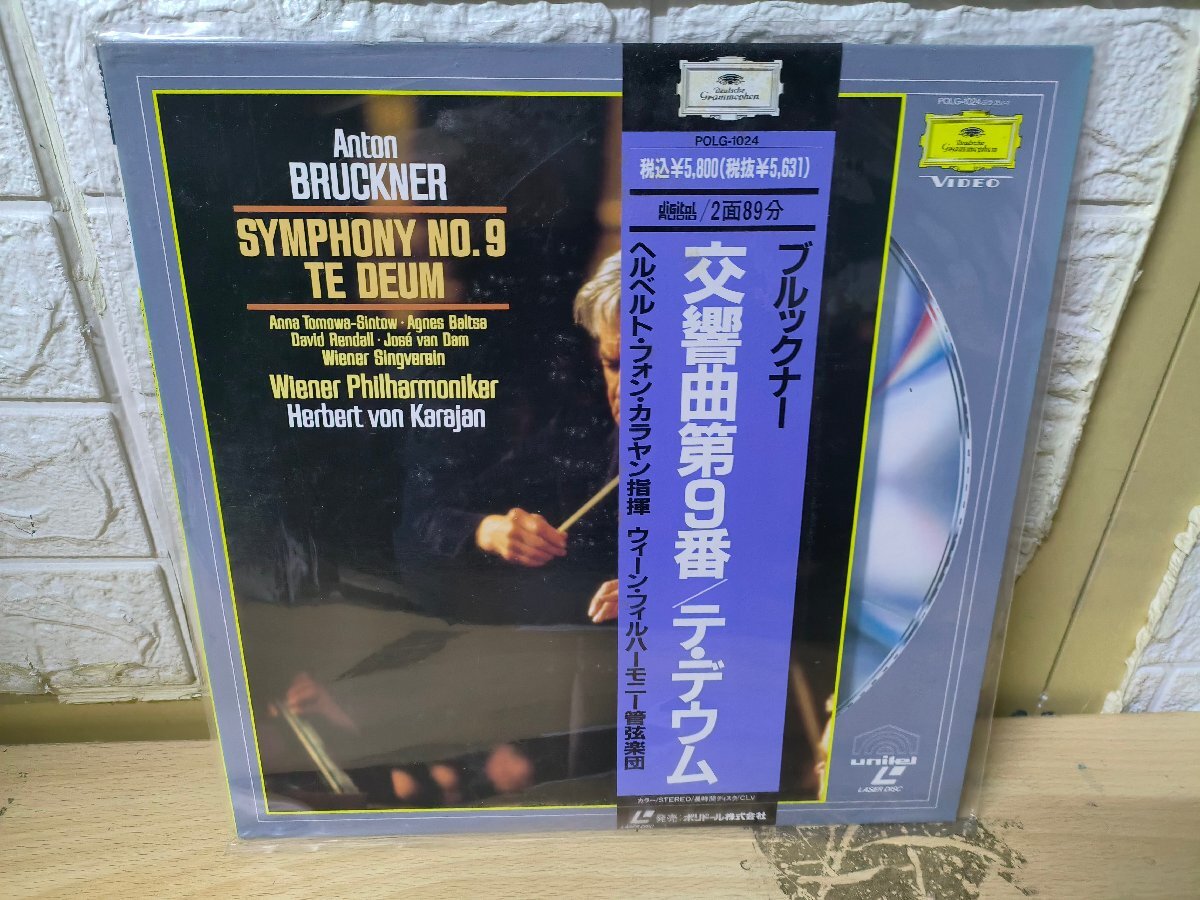 Anton
BRUCKNER
SYMPHONY NO. 9
TE DEUM
Anna Tomowa-Sintow · Agnes Baltsa
David Rendall · José van Dam
Wiener Singverein
Wiener Philharmoniker
Herbert von Karajan
Deutsche
Grammophon
POLG-1024
税込¥5,800(税抜¥5,631)
digital
AUDIO
/2面89分
ブルックナー
交響曲第9番/テ・デウム
ヘルベルト・フォン・カラヤン指揮 ウィーン・フィルハーモニー管弦楽団
カラー/STEREO/長時間ディスク/CLV
LASER DISC
発売:ポリドール株式会社
POLG-1024
Deutsche
Grammophon
VIDEO
unitel
LASER DISC